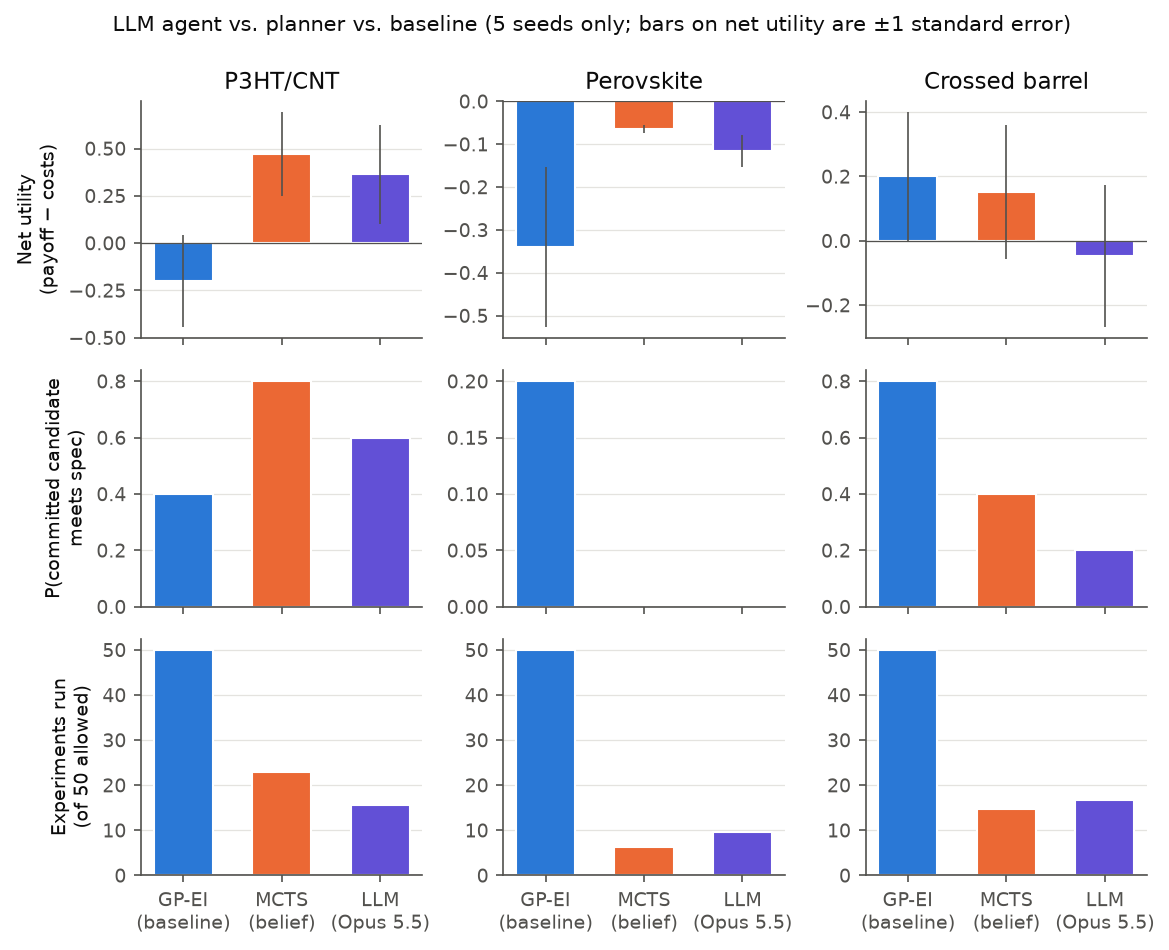 LLM agent vs. planner vs. baseline (5 seeds only; bars on net utility are ±1 standard error)
P3HT/CNT
Perovskite
Crossed barrel
Net utility
(payoff − costs)
0.50
0.25
0.00
−0.25
−0.50
0.0
−0.1
−0.2
−0.3
−0.4
−0.5
0.4
0.2
0
−0.2
P(committed candidate
meets spec)
0.8
0.6
0.4
0.2
0.0
0.20
0.15
0.10
0.05
0.00
0.8
0.6
0.4
0.2
0.0
Experiments run
(of 50 allowed)
50
40
30
20
10
0
50
40
30
20
10
0
50
40
30
20
10
0
GP-EI
(baseline)
MCTS
(belief)
LLM
(Opus 5.5)
GP-EI
(baseline)
MCTS
(belief)
LLM
(Opus 5.5)
GP-EI
(baseline)
MCTS
(belief)
LLM
(Opus 5.5)